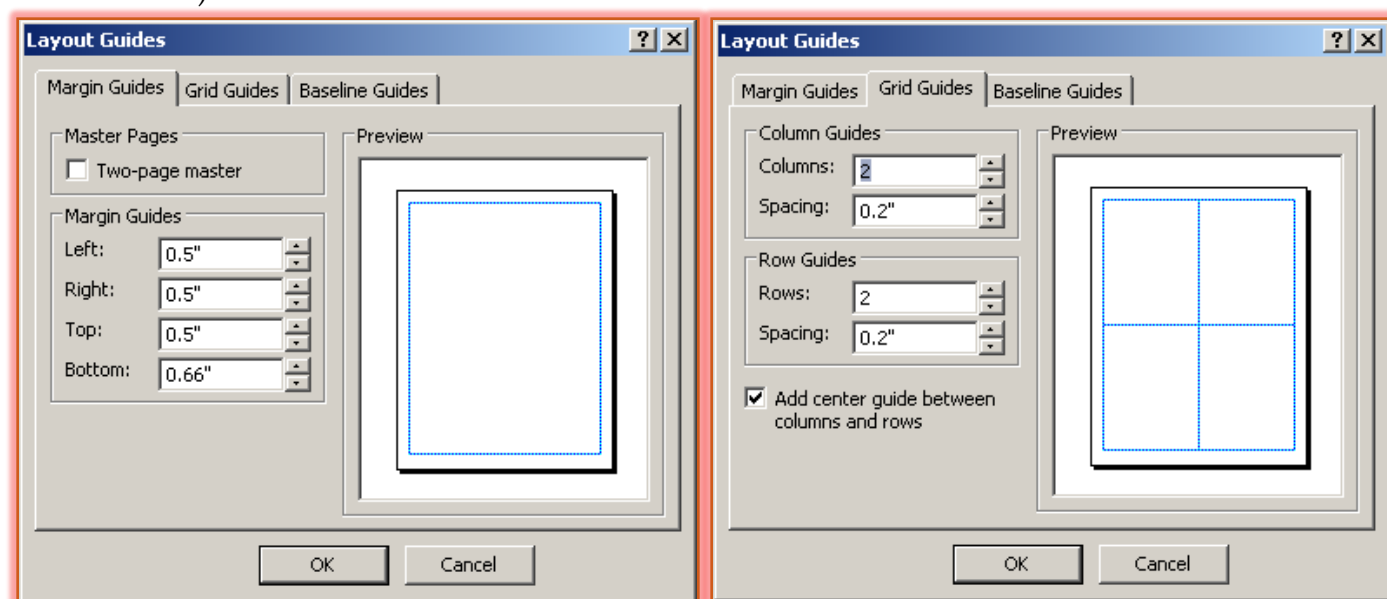 Layout Guides
Margin Guides Grid Guides Baseline Guides
Master Pages
Two-page master
Margin Guides
Left: 0.5"
Right: 0.5"
Top: 0.5"
Bottom: 0.66"
Preview
OK Cancel
Layout Guides
Margin Guides Grid Guides Baseline Guides
Column Guides
Columns: 2
Spacing: 0.2"
Row Guides
Rows: 2
Spacing: 0.2"
Add center guide between
columns and rows
Preview
OK Cancel